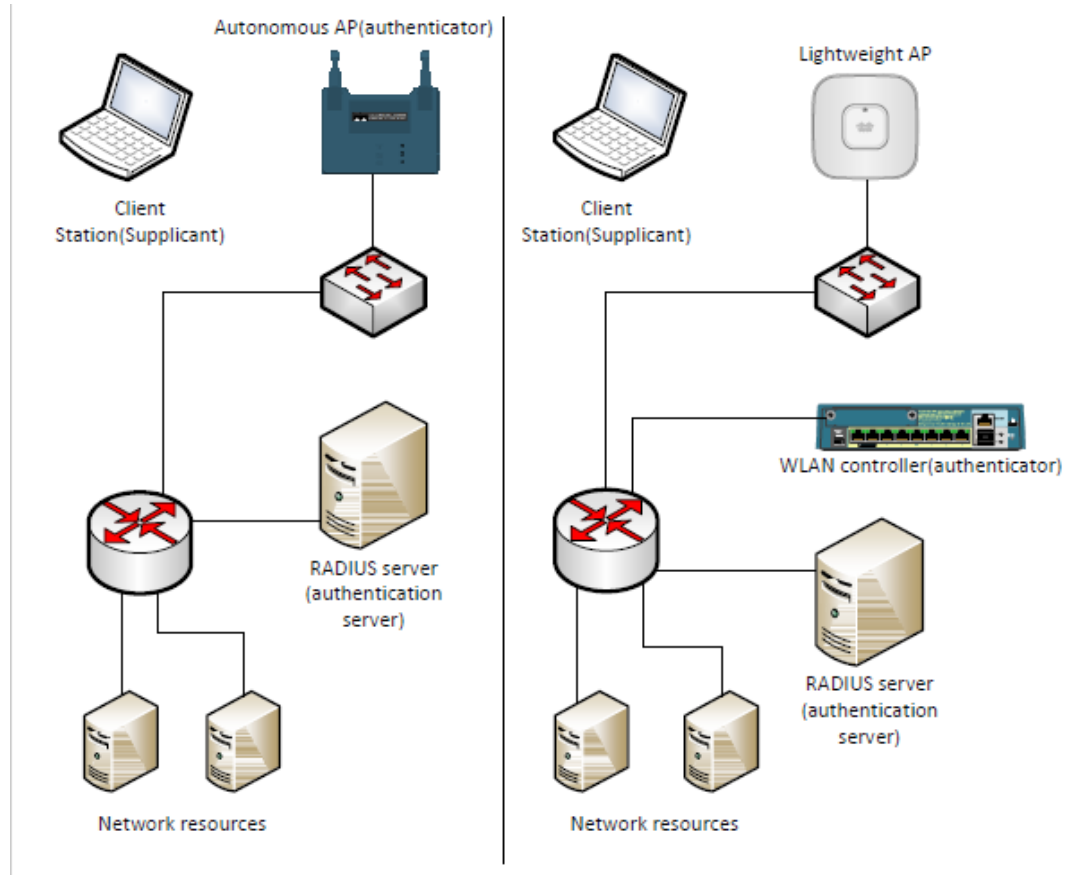 Autonomous AP(authenticator)
Client
Station(Supplicant)
RADIUS server
(authentication
server)
Network resources
Lightweight AP
Client
Station(Supplicant)
WLAN controller(authenticator)
RADIUS server
(authentication
server)
Network resources